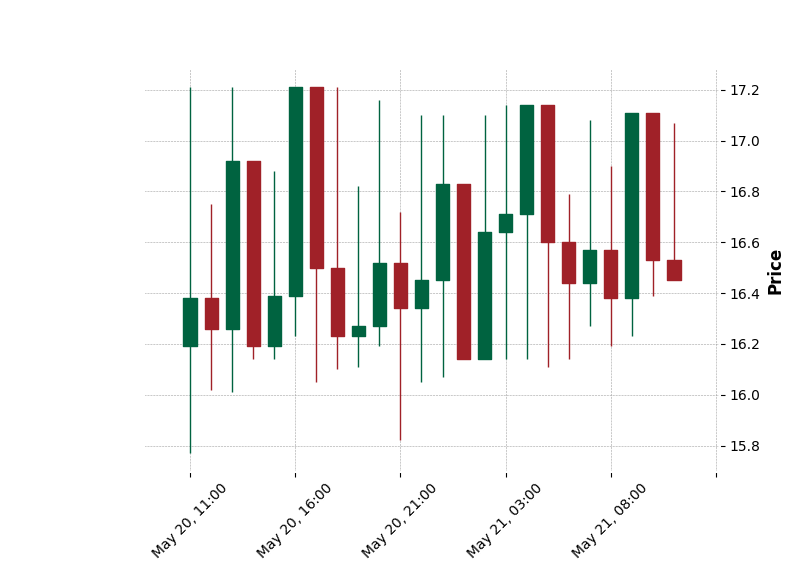 17.2
17.0
16.8
16.6
16.4
16.2
16.0
15.8
Price
May 20, 11:00
May 20, 16:00
May 20, 21:00
May 21, 03:00
May 21, 08:00